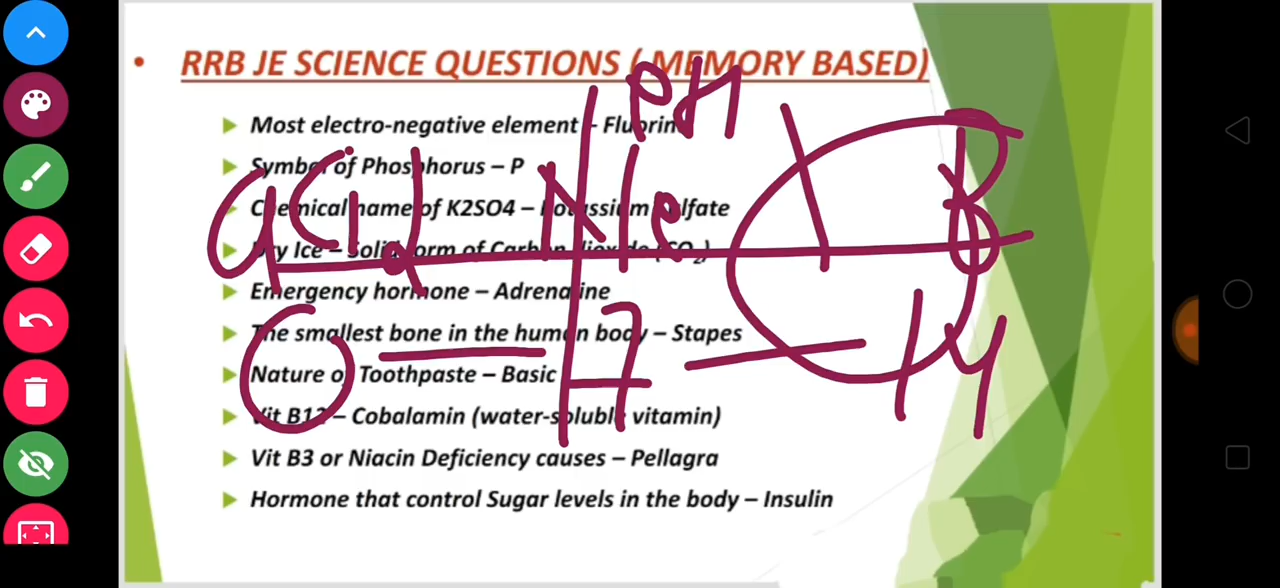 • RRB JE SCIENCE QUESTIONS ( MEMORY BASED)
PH
Most electro-negative element – Fluorine
Symbol of Phosphorus – P
Chemical name of K2SO4 – Potassium Sulfate
Dry Ice – Solid form of Carbon dioxide (CO₂)
Acid N B
Emergency hormone – Adrenaline
The smallest bone in the human body – Stapes
0 7 14
Nature of Toothpaste – Basic
Vit B12 – Cobalamin (water-soluble vitamin)
Vit B3 or Niacin Deficiency causes – Pellagra
Hormone that control Sugar levels in the body – Insulin